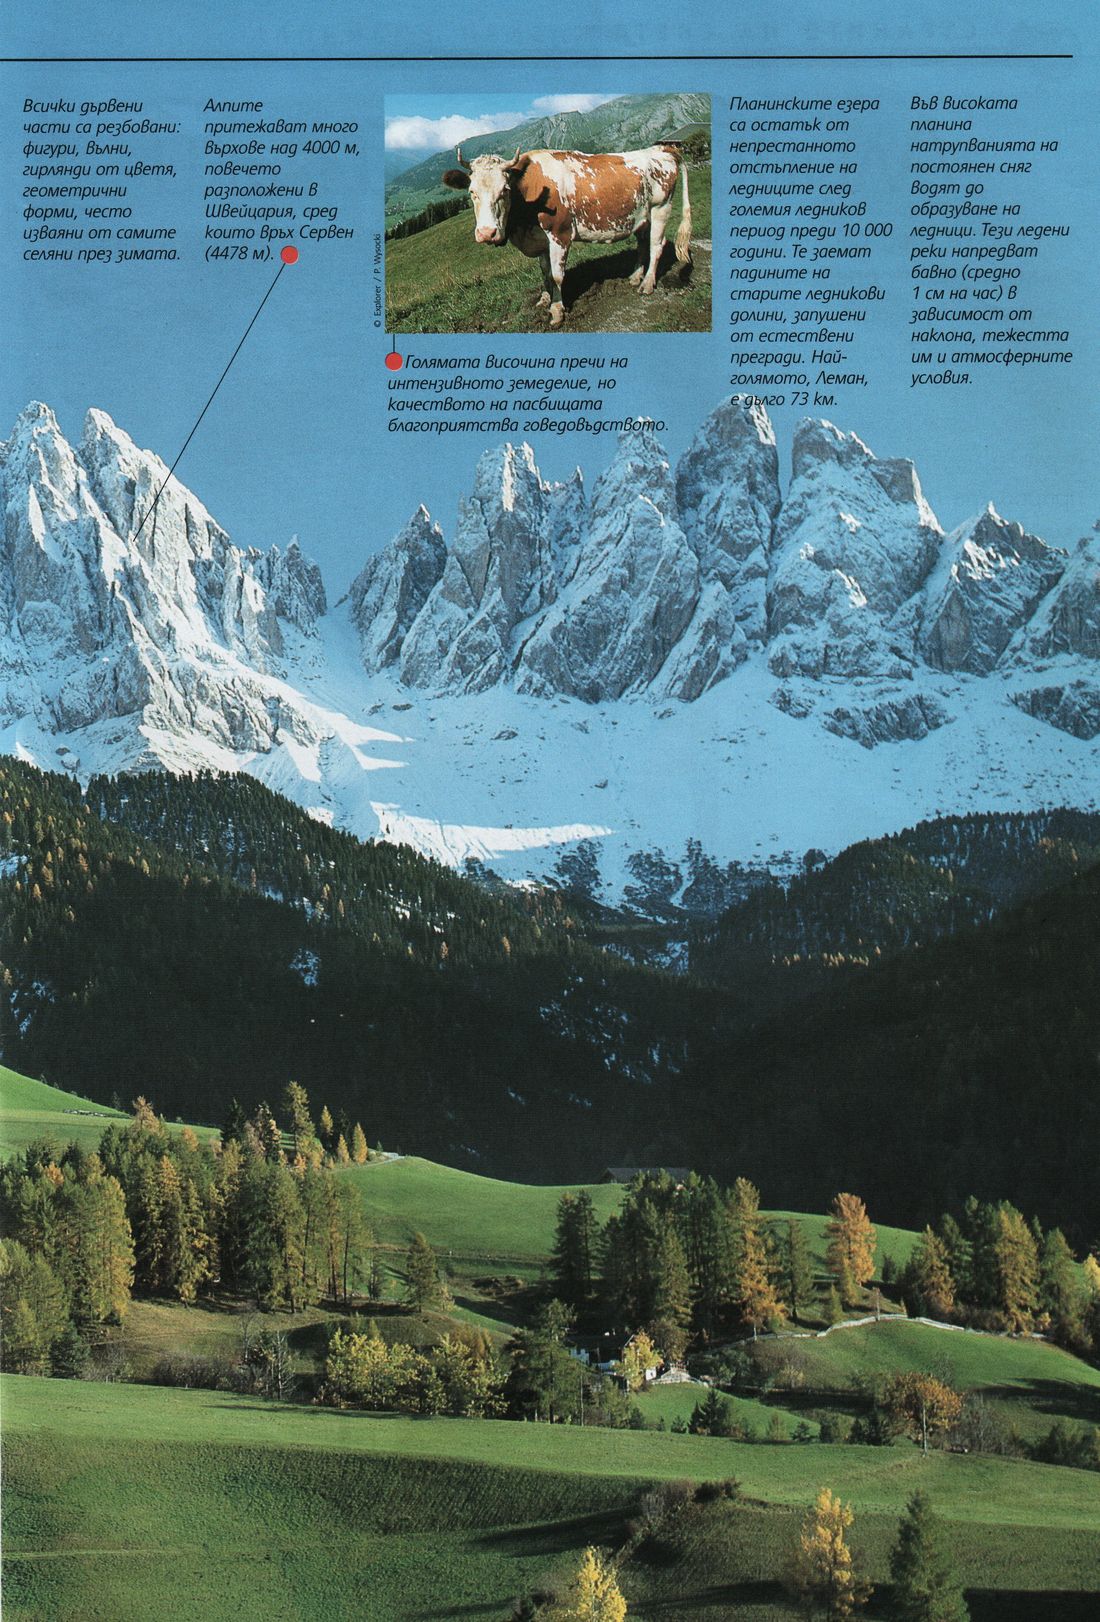 Всички дървени
части са резбовани:
фигури, вълни,
гирлянди от цветя,
геометрични
форми, често
изваяни от самите
селяни през зимата.
Алпите
притежават много
върхове над 4000 м,
повечето
разположени в
Швейцария, сред
които връх Сервен
(4478 м).
© Explorer / P. Wysocki
Голямата височина пречи на
интензивното земеделие, но
качеството на пасбищата
благоприятства говедовъдството.
Планинските езера
са остатък от
непрестанното
отстъпление на
ледниците след
големия ледников
период преди 10 000
години. Те заемат
падините на
старите ледникови
долини, запушени
от естествени
прегради. Най-
голямото, Леман,
е дълго 73 км.
Във високата
планина
натрупванията на
постоянен сняг
водят до
образуване на
ледници. Тези ледени
реки напредват
бавно (средно
1 см на час) в
зависимост от
наклона, тежестта
им и атмосферните
условия.